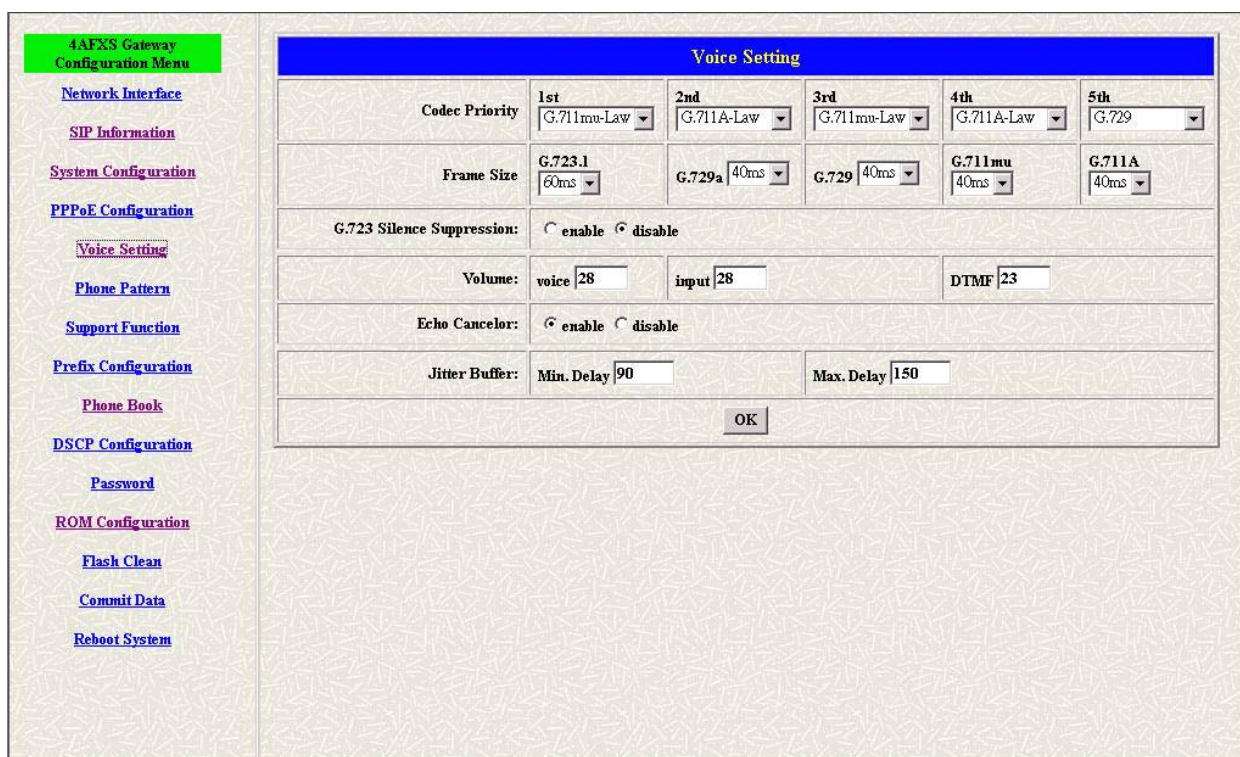 4AFXS Gateway
Configuration Menu
Network Interface
SIP Information
System Configuration
PPPoE Configuration
Voice Setting
Phone Pattern
Support Function
Prefix Configuration
Phone Book
DSCP Configuration
Password
ROM Configuration
Flash Clean
Commit Data
Reboot System
Voice Setting
Codec Priority
1st
G.711mu-Law
2nd
G.711A-Law
3rd
G.711mu-Law
4th
G.711A-Law
5th
G.729
Frame Size
G.723.1
60ms
G.729a 40ms
G.729 40ms
G.711mu
40ms
G.711A
40ms
G.723 Silence Suppression: enable disable
Volume: voice 28 input 28 DTMF 23
Echo Cancelor: enable disable
Jitter Buffer: Min. Delay 90 Max. Delay 150
OK